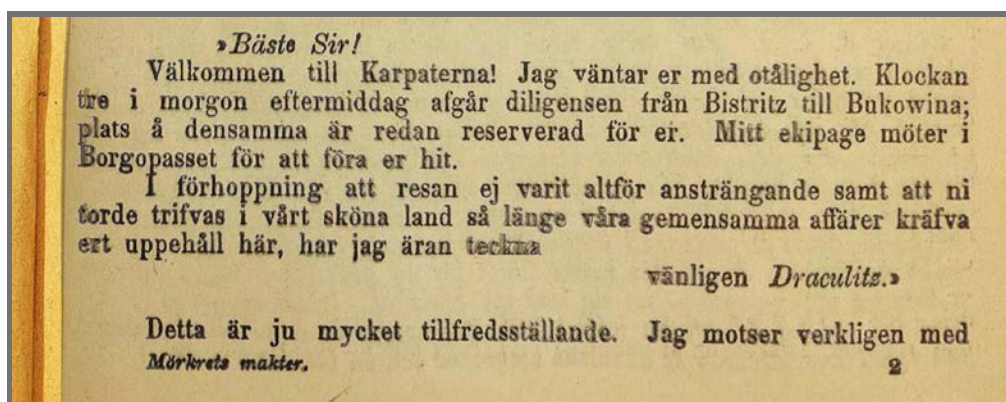 »Bäste Sir!
Välkommen till Karpaterna! Jag väntar er med otålighet. Klockan
tre i morgon eftermiddag afgår diligensen från Bistritz till Bukowina;
plats å densamma är redan reserverad för er. Mitt ekipage möter i
Borgopasset för att föra er hit.
I förhoppning att resan ej varit altför ansträngande samt att ni
torde trifvas i vårt sköna land så länge våra gemensamma affärer kräfva
ert uppehåll här, har jag äran teckna
vänligen Draculitz.»
Detta är ju mycket tillfredsställande. Jag motser verkligen med
Mörkrets makter. 2